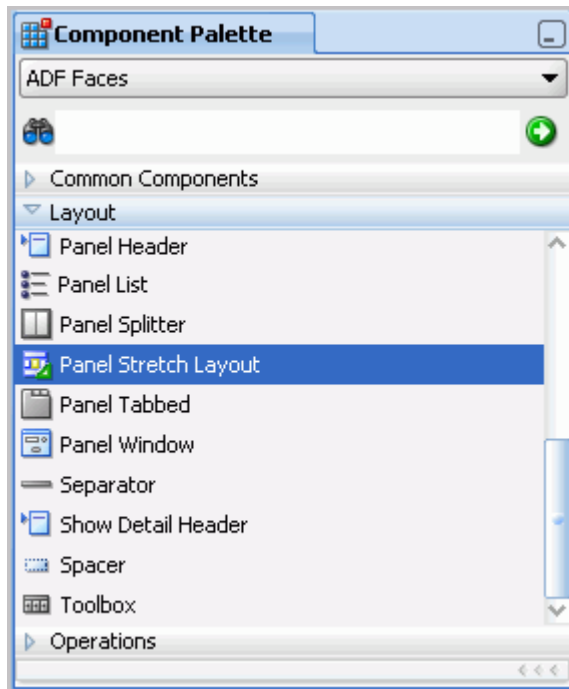 Component Palette
ADF Faces
Common Components
Layout
Panel Header
Panel List
Panel Splitter
Panel Stretch Layout
Panel Tabbed
Panel Window
Separator
Show Detail Header
Spacer
Toolbox
Operations